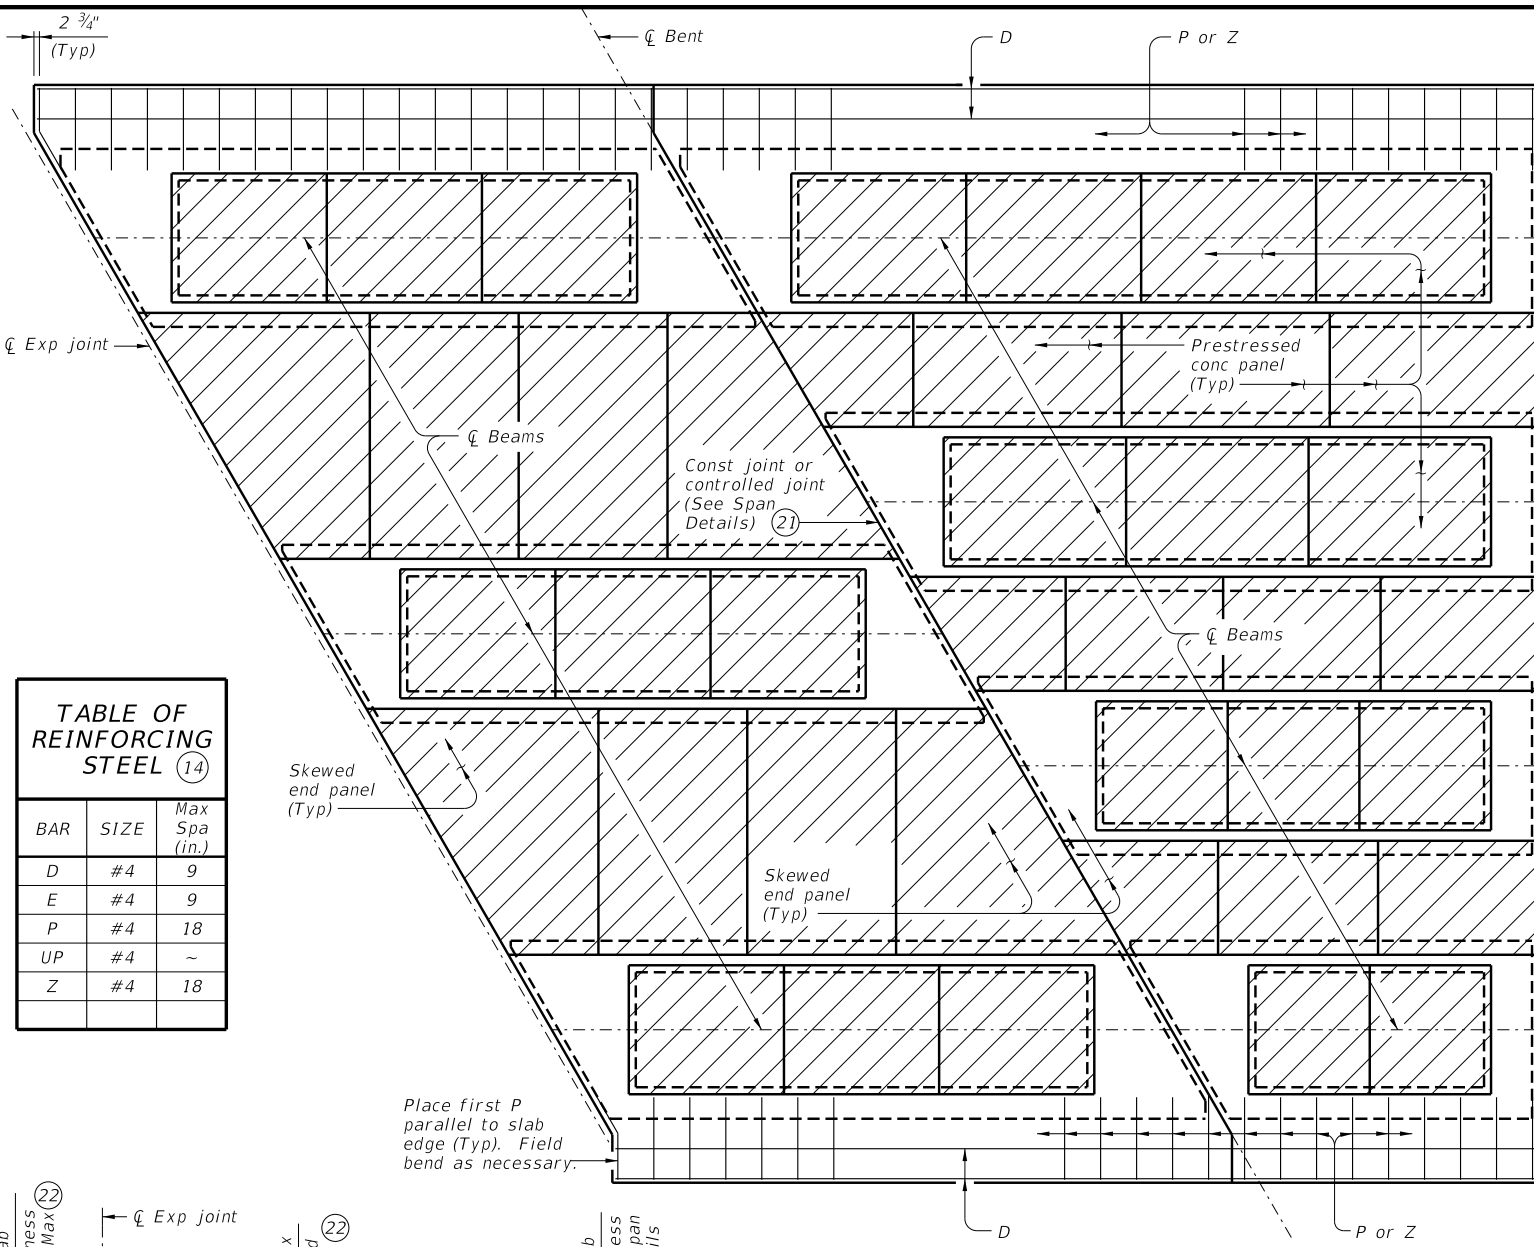 2 ¾"
(Typ)
℄ Bent
D
P or Z
℄ Exp joint
Prestressed
conc panel
(Typ)
℄ Beams
Const joint or
controlled joint
(See Span
Details) 21
℄ Beams
TABLE OF
REINFORCING
STEEL 14
BAR SIZE Max Spa (in.)
D #4 9
E #4 9
P #4 18
UP #4 ~
Z #4 18
Skewed
end panel
(Typ)
Skewed
end panel
(Typ)
Place first P
parallel to slab
edge (Typ). Field
bend as necessary.
D
P or Z
22
Max
℄ Exp joint
22